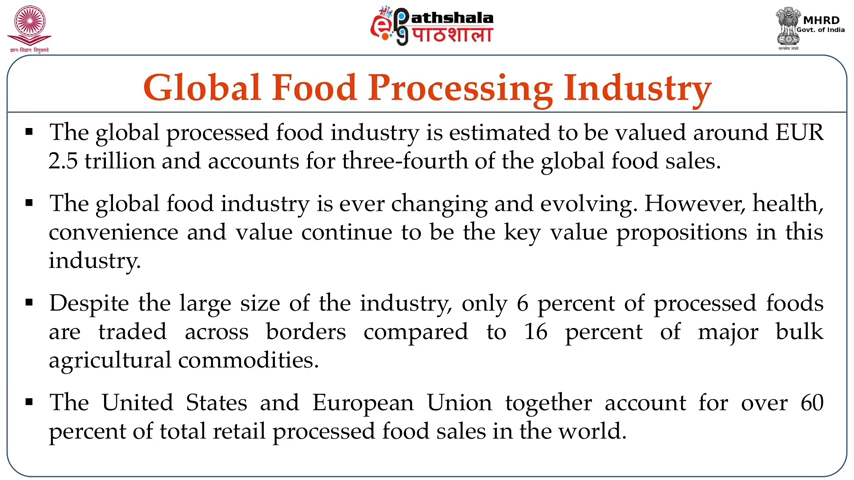 ePathshala
पाठशाला
MHRD
Govt. of India
Global Food Processing Industry
▪ The global processed food industry is estimated to be valued around EUR
2.5 trillion and accounts for three-fourth of the global food sales.
▪ The global food industry is ever changing and evolving. However, health,
convenience and value continue to be the key value propositions in this
industry.
▪ Despite the large size of the industry, only 6 percent of processed foods
are traded across borders compared to 16 percent of major bulk
agricultural commodities.
▪ The United States and European Union together account for over 60
percent of total retail processed food sales in the world.